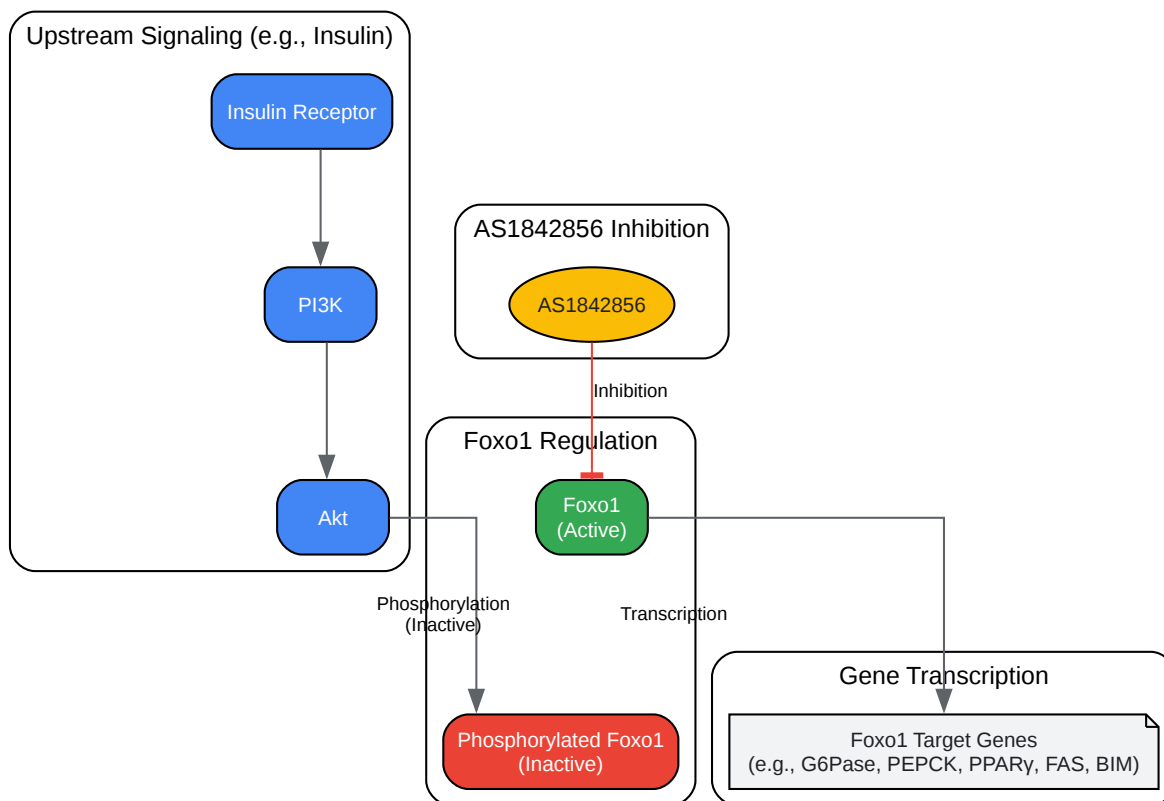 Upstream Signaling (e.g., Insulin)
Insulin Receptor
PI3K
Akt
AS1842856 Inhibition
AS1842856
Inhibition
Foxo1 Regulation
Foxo1
(Active)
Phosphorylation
(Inactive)
Transcription
Phosphorylated Foxo1
(Inactive)
Gene Transcription
Foxo1 Target Genes
(e.g., G6Pase, PEPCK, PPARγ, FAS, BIM)